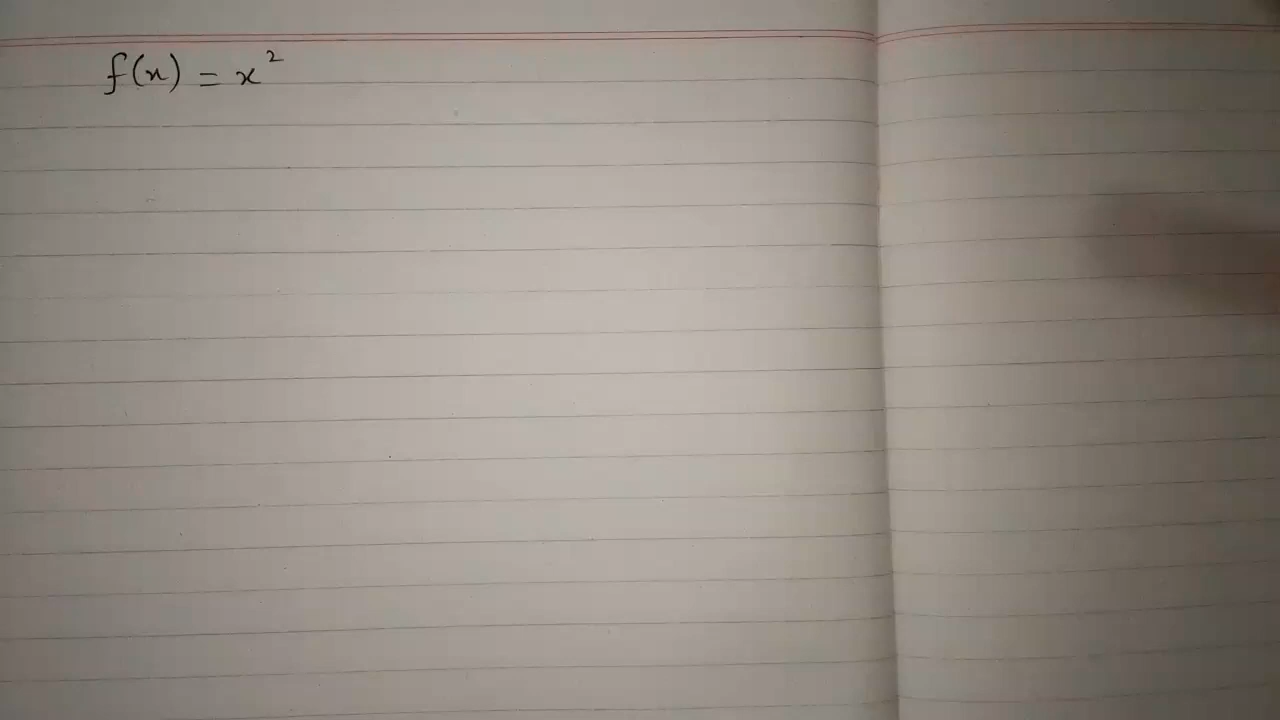 f(x) = x²